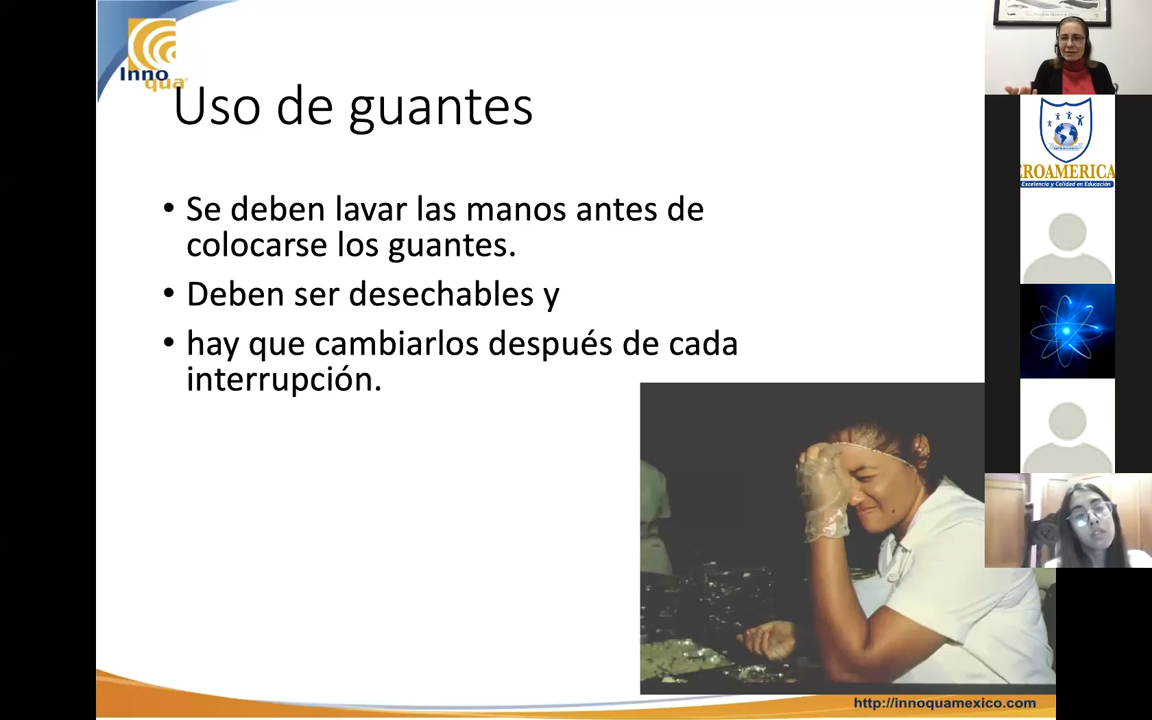 Inno
qua
Uso de guantes
• Se deben lavar las manos antes de
colocarse los guantes.
• Deben ser desechables y
• hay que cambiarlos después de cada
interrupción.
http://innoquamexico.com
EROAMERICA
Excelencia y Calidad en Educación